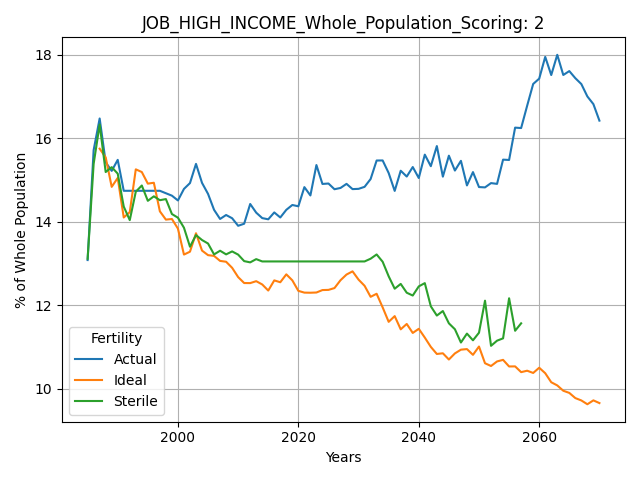 JOB_HIGH_INCOME_Whole_Population_Scoring: 2
% of Whole Population
18
16
14
12
10
Fertility
Actual
Ideal
Sterile
2000 2020 2040 2060
Years